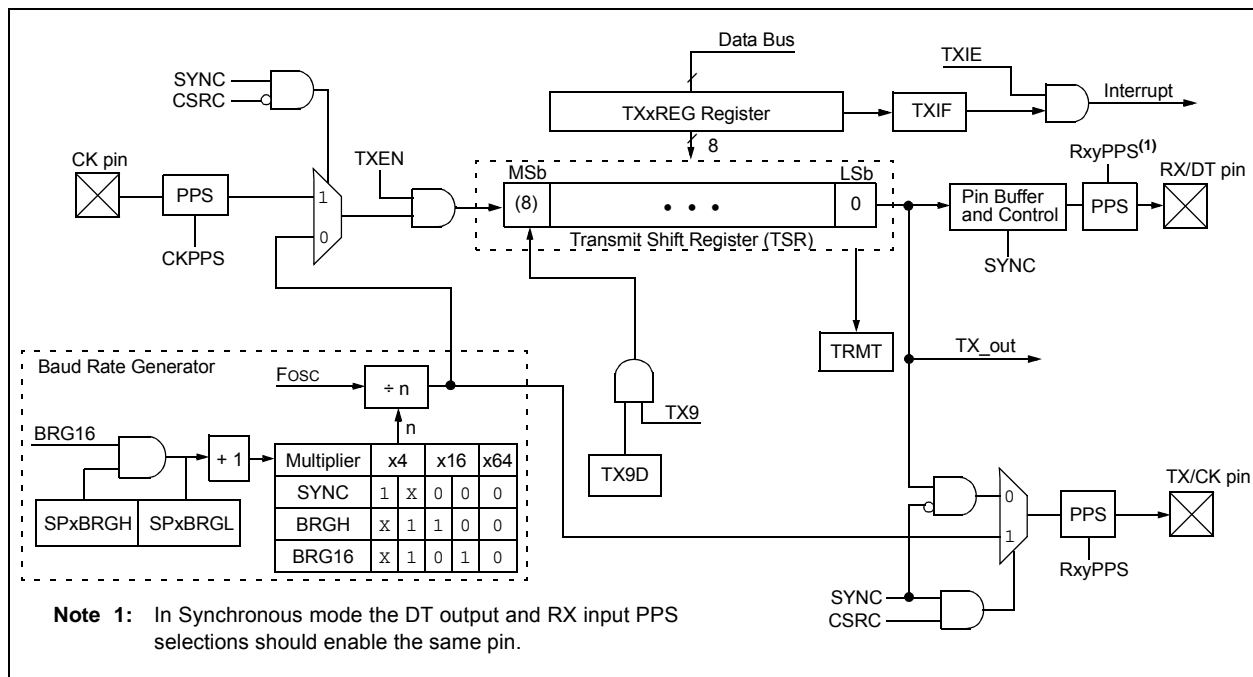 Data Bus
TXIE
SYNC
CSRC
Interrupt
TXxREG Register
TXIF
8
CK pin
TXEN
RxyPPS(1)
RX/DT pin
MSb
LSb
PPS
1
(8)
• • •
0
Pin Buffer
and Control
PPS
0
Transmit Shift Register (TSR)
CKPPS
SYNC
TRMT
TX_out
Baud Rate Generator
FOSC
÷ n
n
TX9
BRG16
+ 1
Multiplier x4 x16 x64
TX9D
TX/CK pin
SYNC 1 X 0 0 0
0
SPxBRGH SPxBRGL
BRGH X 1 1 0 0
1
PPS
BRG16 X 1 0 1 0
RxyPPS
SYNC
CSRC
Note 1: In Synchronous mode the DT output and RX input PPS
selections should enable the same pin.